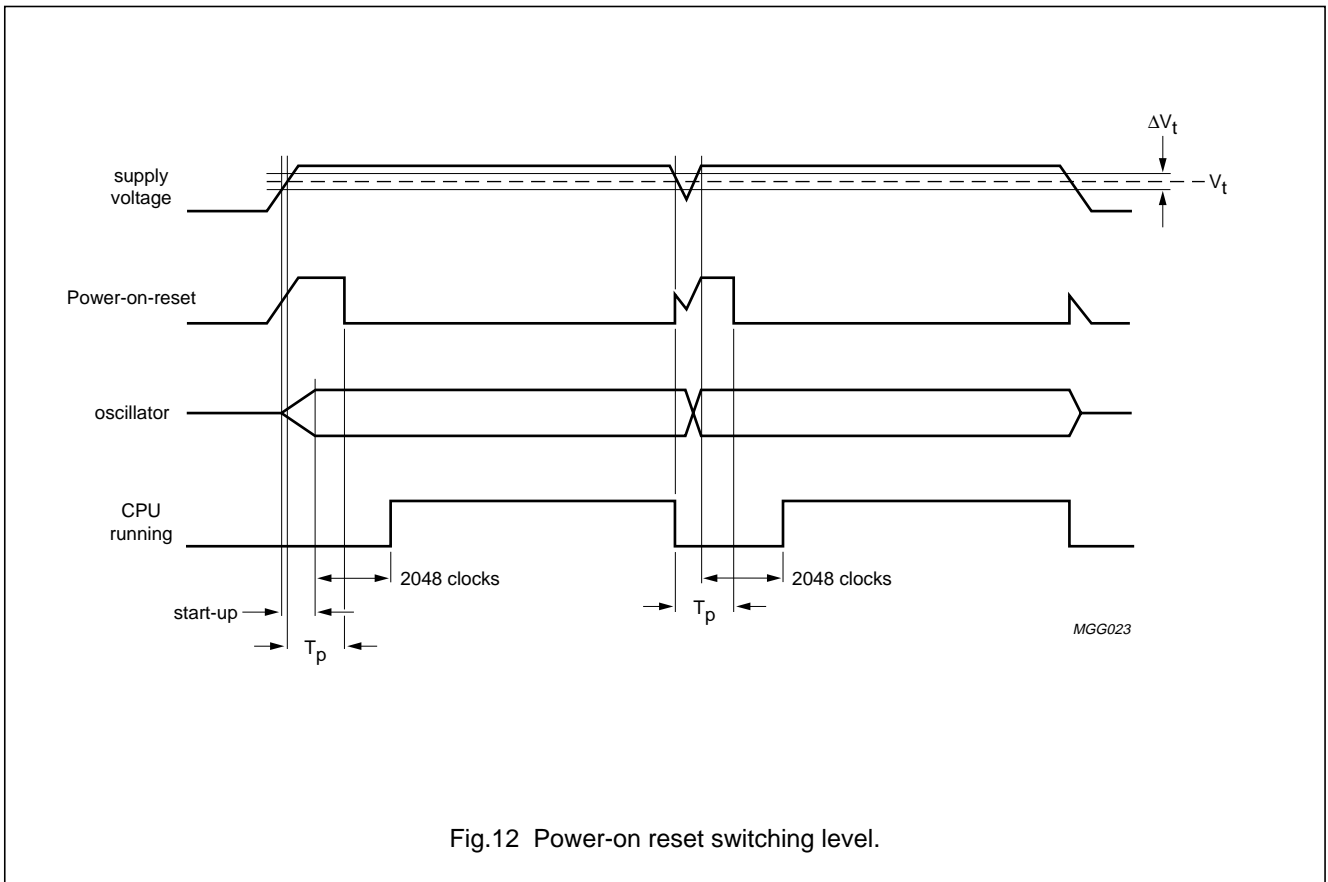 ΔVt
supply
voltage
Vt
Power-on-reset
oscillator
CPU
running
2048 clocks
2048 clocks
start-up
Tp
Tp
MGG023
Fig.12 Power-on reset switching level.